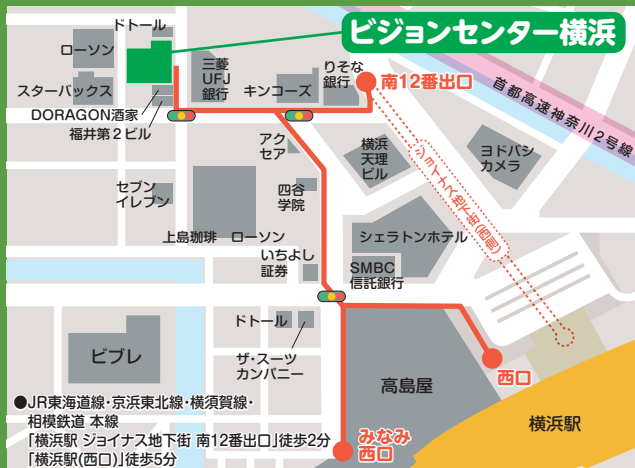 ドトール
ビジョンセンター横浜
ローソン
三菱
UFJ
銀行
りそな
銀行
南12番出口
スターバックス
キンコーズ
首都高速神奈川2号線
DORAGON酒家
福井第2ビル
アク
セア
横浜
天理
ビル
ヨドバシ
カメラ
ジョイナス地下街(西側)
セブン
イレブン
四谷
学院
上島珈琲
ローソン
シェラトンホテル
いちよし
証券
SMBC
信託銀行
ドトール
ビブレ
ザ・スーツ
カンパニー
高島屋
西口
横浜駅
みなみ
西口
●JR東海道線・京浜東北線・横須賀線・
相模鉄道 本線
「横浜駅 ジョイナス地下街 南12番出口」徒歩2分
「横浜駅(西口)」徒歩5分